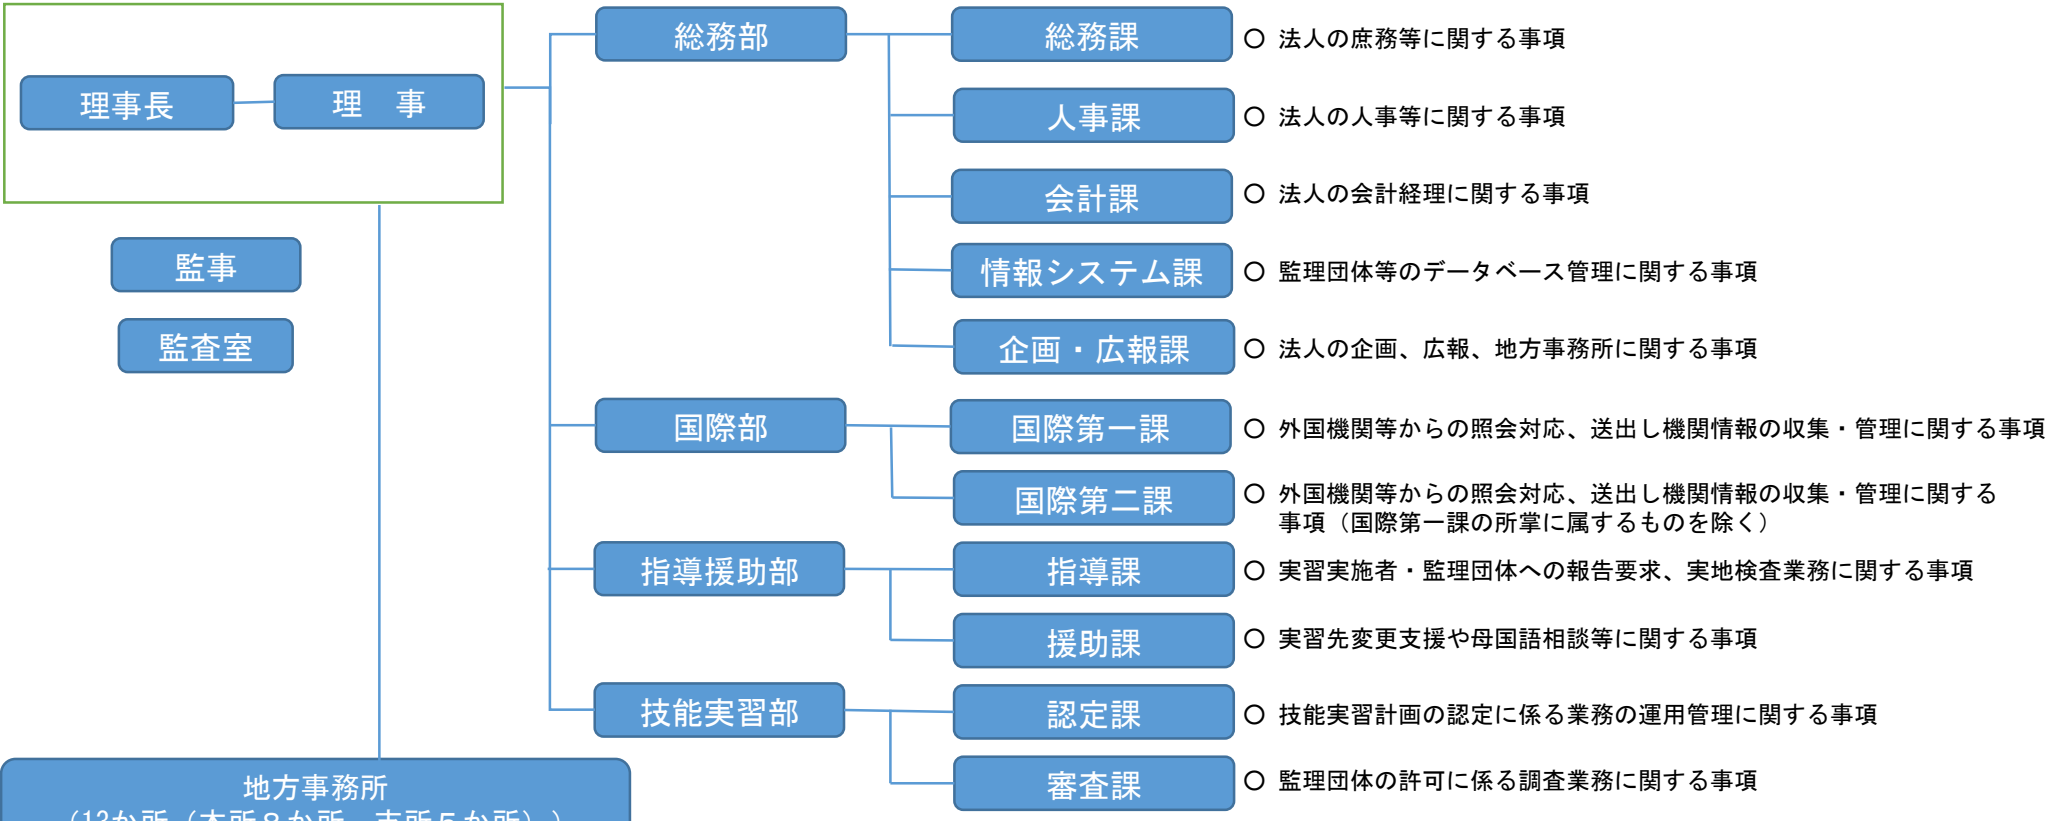 総務部
総務課
○ 法人の庶務等に関する事項
理事長
理　事
人事課
○ 法人の人事等に関する事項
会計課
○ 法人の会計経理に関する事項
監事
情報システム課
○ 監理団体等のデータベース管理に関する事項
監査室
企画・広報課
○ 法人の企画、広報、地方事務所に関する事項
国際部
国際第一課
○ 外国機関等からの照会対応、送出し機関情報の収集・管理に関する事項
国際第二課
○ 外国機関等からの照会対応、送出し機関情報の収集・管理に関する
事項（国際第一課の所掌に属するものを除く）
指導援助部
指導課
○ 実習実施者・監理団体への報告要求、実地検査業務に関する事項
援助課
○ 実習先変更支援や母国語相談等に関する事項
技能実習部
認定課
○ 技能実習計画の認定に係る業務の運用管理に関する事項
審査課
○ 監理団体の許可に係る調査業務に関する事項
地方事務所
（13か所（本所８か所、支所５か所））